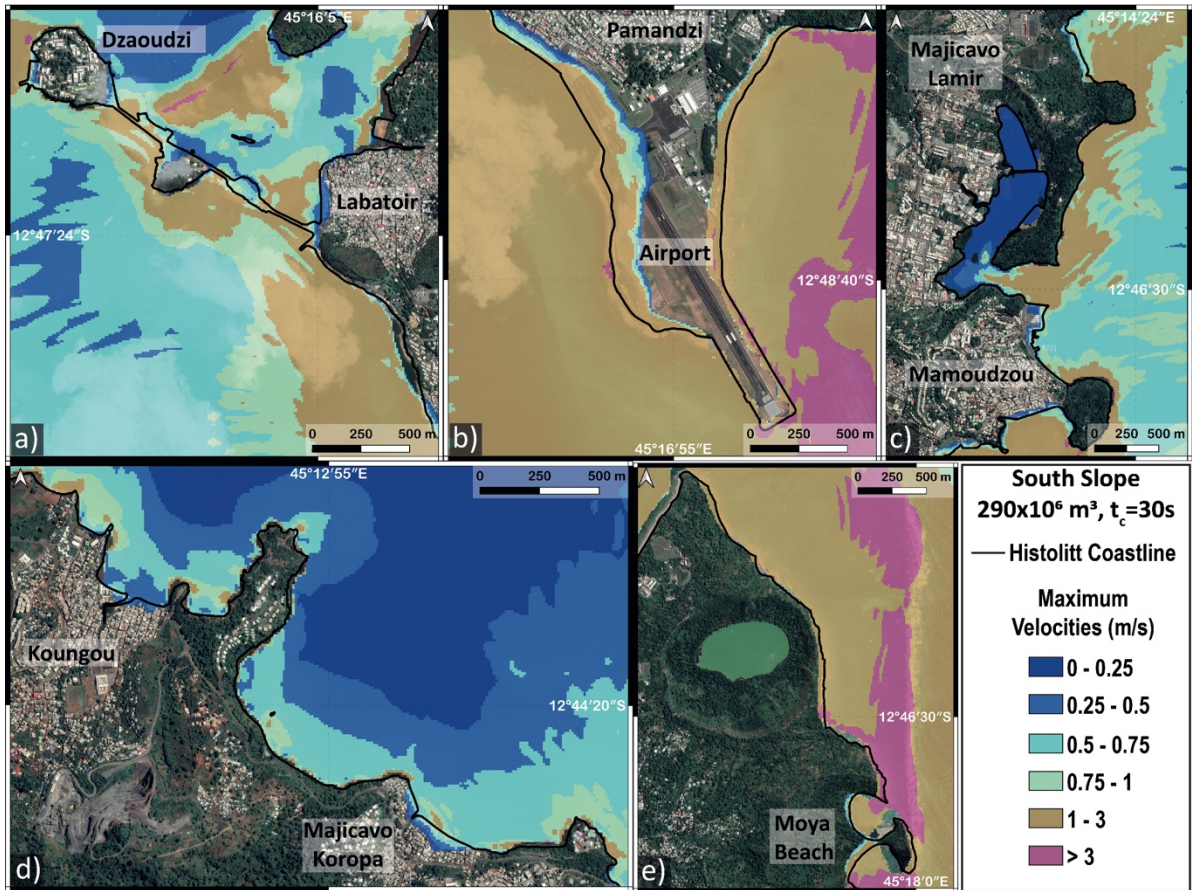 Dzaoudzi
45°16′5″E
Labatoir
12°47′24″S
a)
0 250 500 m
Pamandzi
Airport
12°48′40″S
b)
45°16′55″E
0 250 500 m
45°14′24″E
Majicavo
Lamir
12°46′30″S
Mamoudzou
c)
0 250 500 m
45°12′55″E
0 250 500 m
Koungou
12°44′20″S
Majicavo
Koropa
d)
0 250 500 m
12°46′30″S
Moya
Beach
e)
45°18′0″E
South Slope
290x10⁶ m³, t_c=30s
Histolitt Coastline
Maximum
Velocities (m/s)
0 - 0.25
0.25 - 0.5
0.5 - 0.75
0.75 - 1
1 - 3
> 3